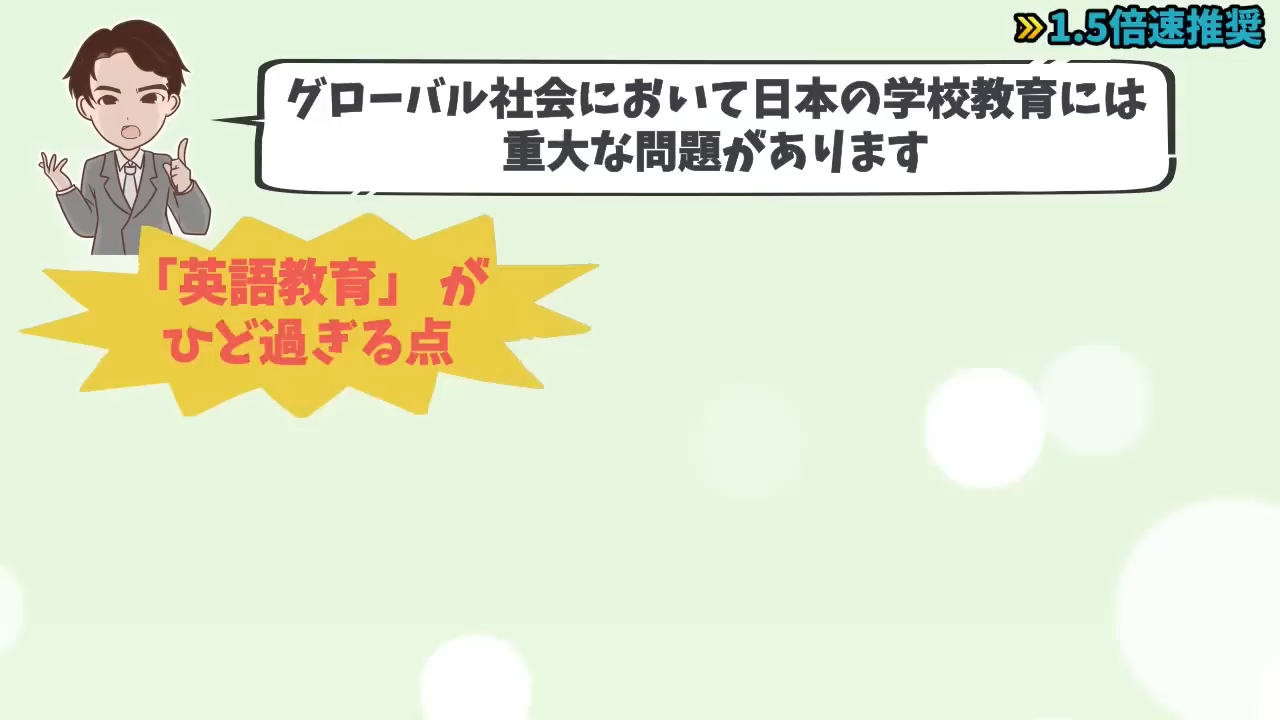 1.5倍速推奨
グローバル社会において日本の学校教育には
重大な問題があります
「英語教育」が
ひど過ぎる点